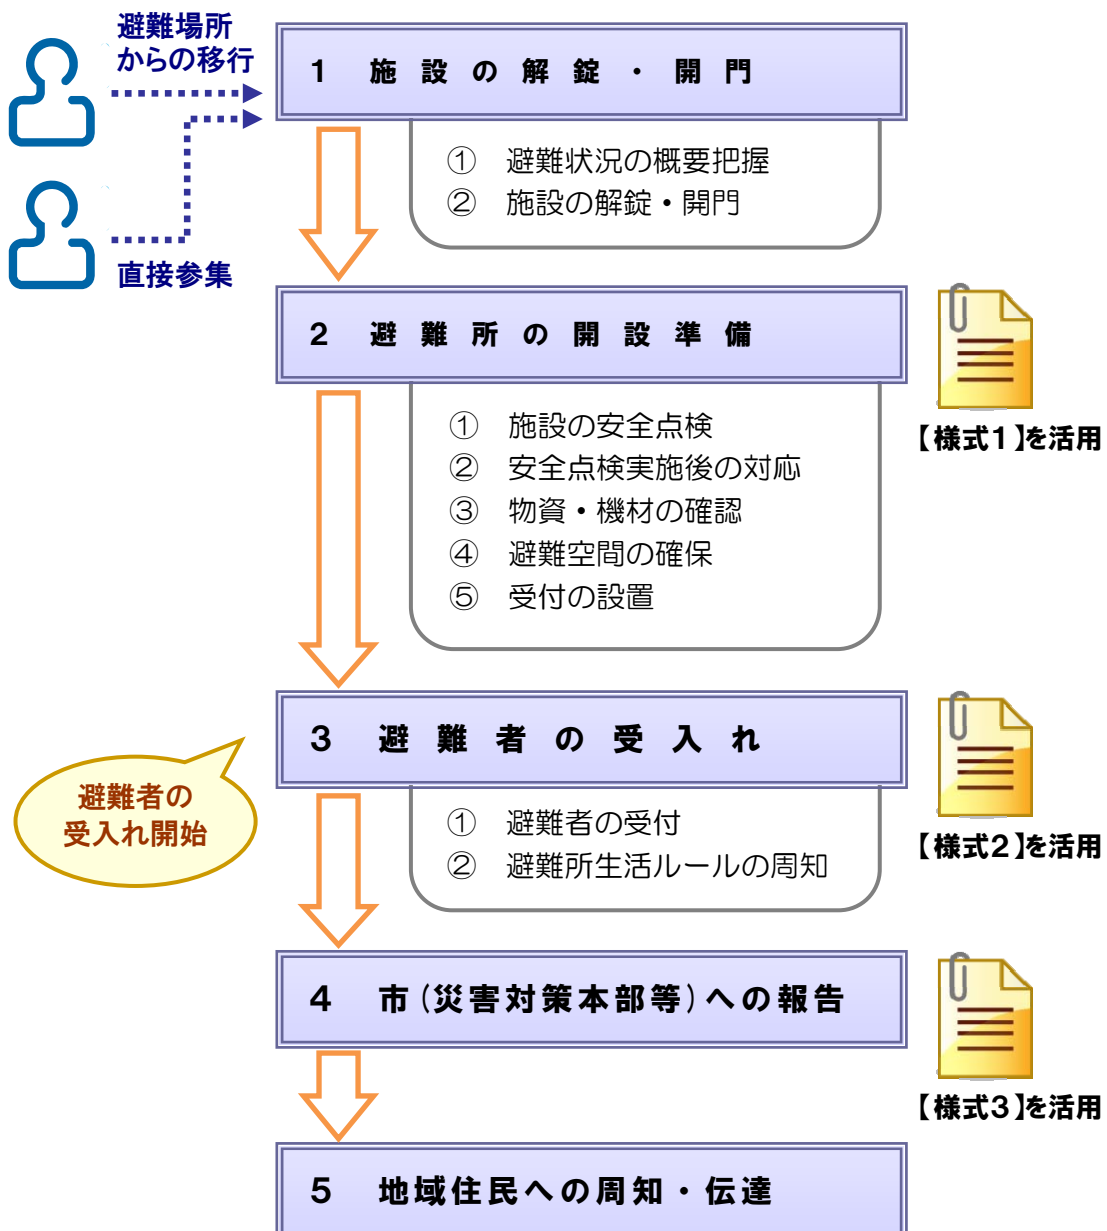 避難場所
からの移行
直接参集
1 施設の解錠・開門
① 避難状況の概要把握
② 施設の解錠・開門
2 避難所の開設準備
【様式1】を活用
① 施設の安全点検
② 安全点検実施後の対応
③ 物資・機材の確認
④ 避難空間の確保
⑤ 受付の設置
3 避難者の受入れ
避難者の
受入れ開始
【様式2】を活用
① 避難者の受付
② 避難所生活ルールの周知
4 市(災害対策本部等)への報告
【様式3】を活用
5 地域住民への周知・伝達